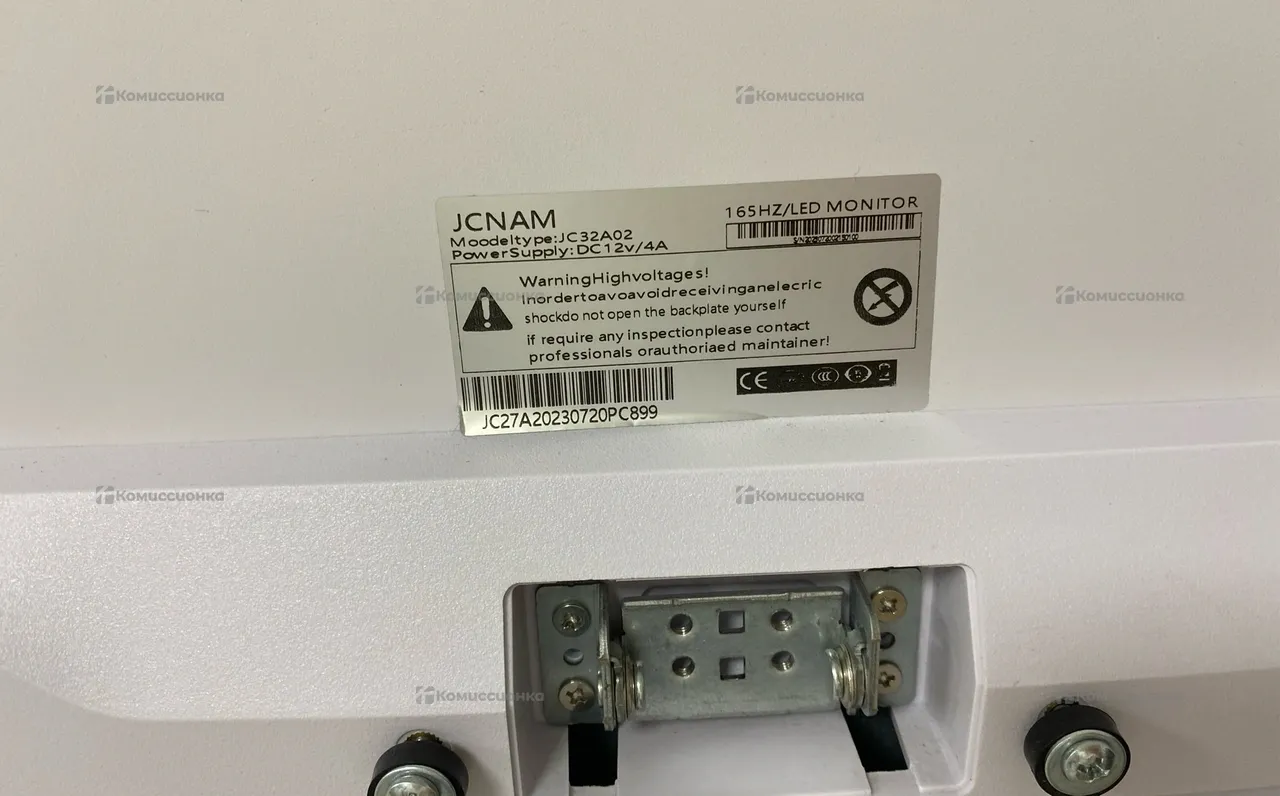 Комиссионка
Комиссионка
JCNAM
165HZ/LED MONITOR
Moodeltype:JC32A02
PowerSupply:DC12v/4A
WarningHighvoltages!
Inordertoavoavoidreceivinganelecric
shockdo not open the backplate yourself
if require any inspectionplease contact
professionals orauthoriaed maintainer!
CE
JC27A20230720PC899
Комиссионка
Комиссионка
Комиссионка
Комиссионка
Комиссионка